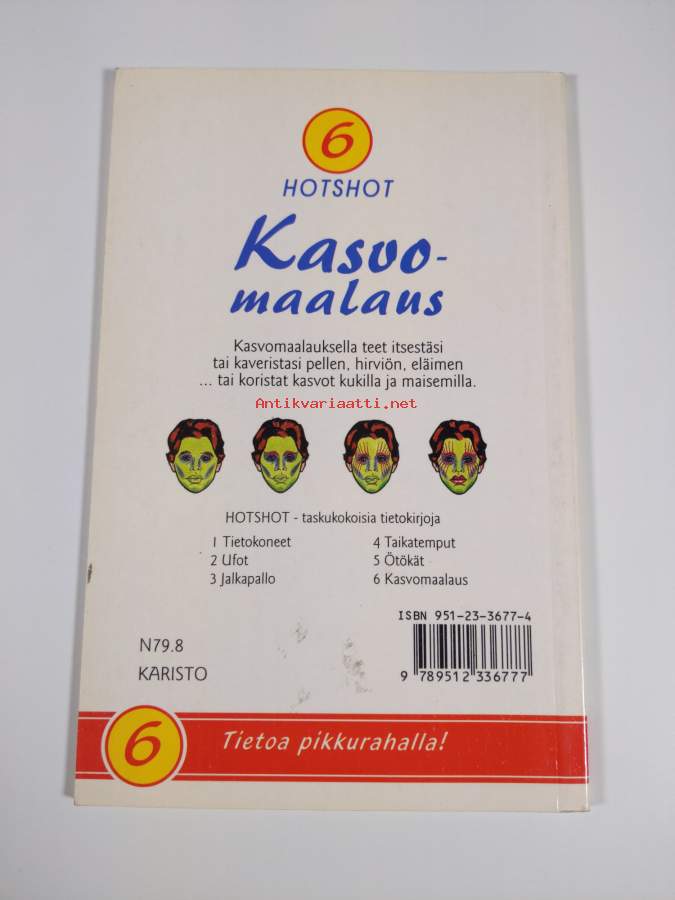 6
HOTSHOT
Kasvo-
maalaus
Kasvomaalauksella teet itsestäsi
tai kaveristasi pellen, hirviön, eläimen
... tai koristat kasvot kukilla ja maisemilla.
Antikvariaatti.net
HOTSHOT - taskukokoisia tietokirjoja
1 Tietokoneet
2 Ufot
3 Jalkapallo
4 Taikatemput
5 Ötökät
6 Kasvomaalaus
ISBN 951-23-3677-4
9 789512 336777
N79.8
KARISTO
6
Tietoa pikkurahalla!